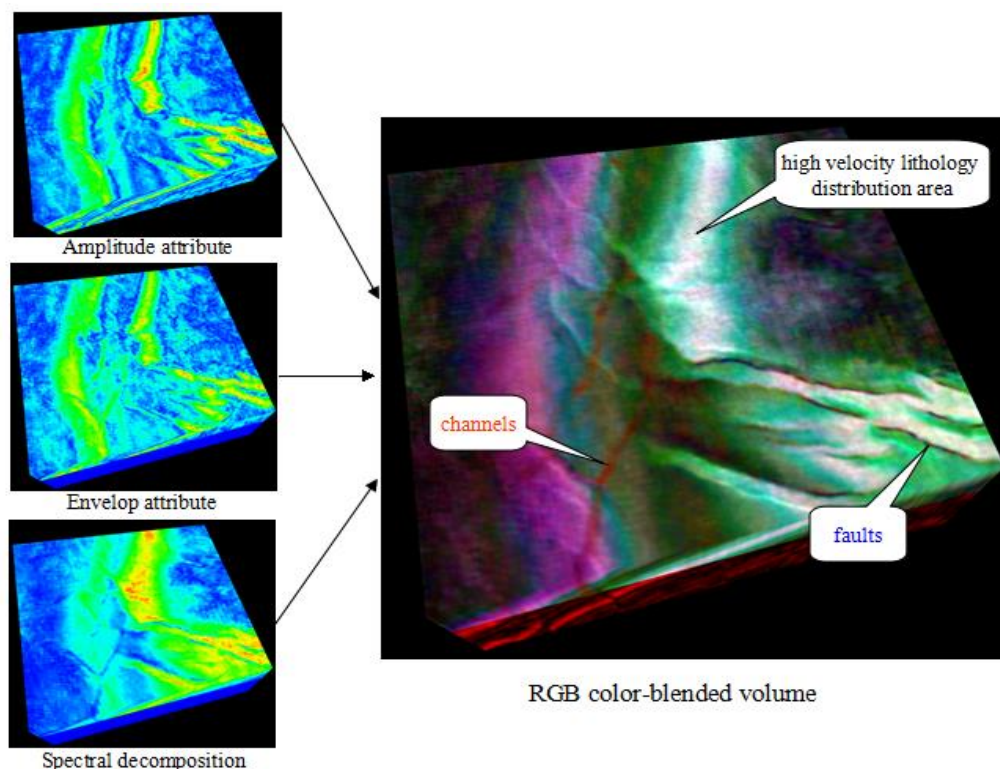 Amplitude attribute
Envelop attribute
Spectral decomposition
high velocity lithology
distribution area
channels
faults
RGB color-blended volume